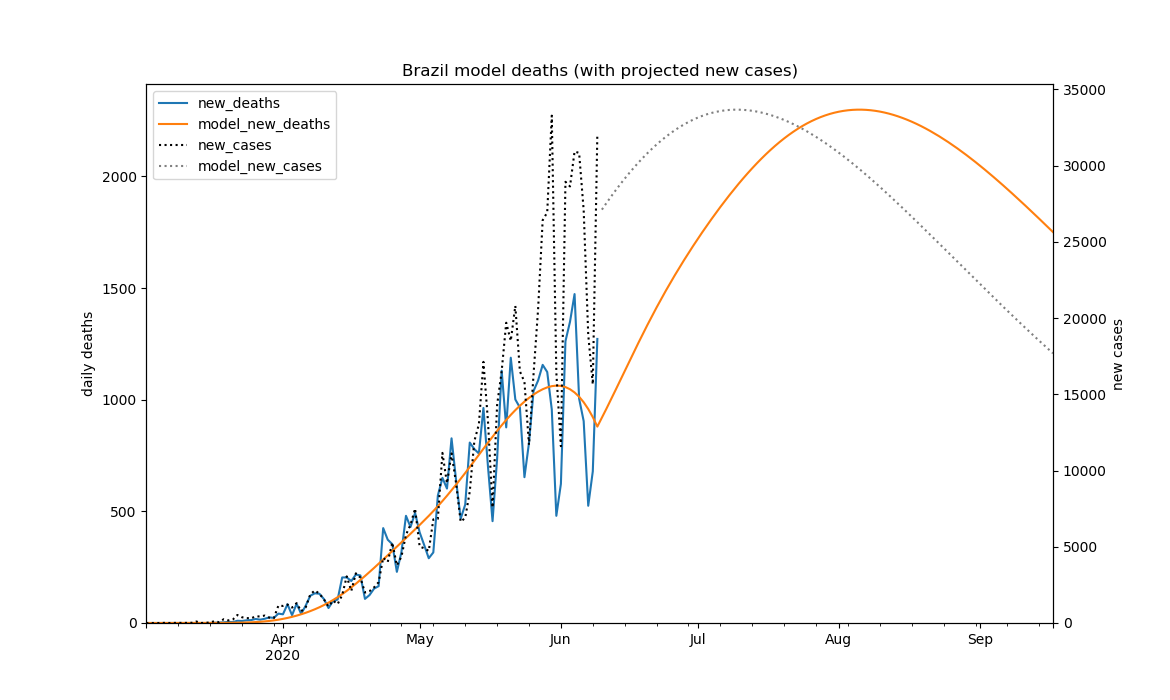 Brazil model deaths (with projected new cases)
new_deaths
model_new_deaths
new_cases
model_new_cases
daily deaths
2000
1500
1000
500
0
35000
30000
25000
20000
15000
10000
5000
0
new cases
Apr
2020
May
Jun
Jul
Aug
Sep